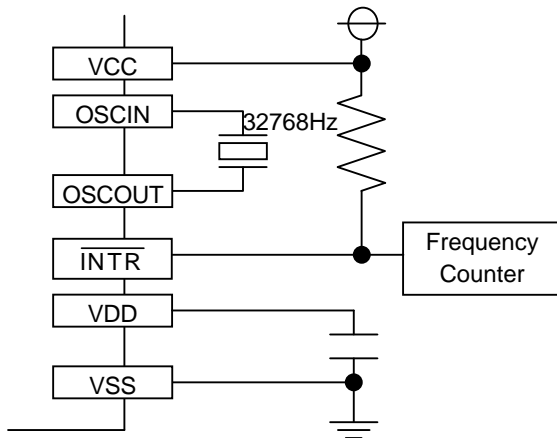 VCC
OSCIN
32768Hz
OSCOUT
INTR
Frequency
Counter
VDD
VSS